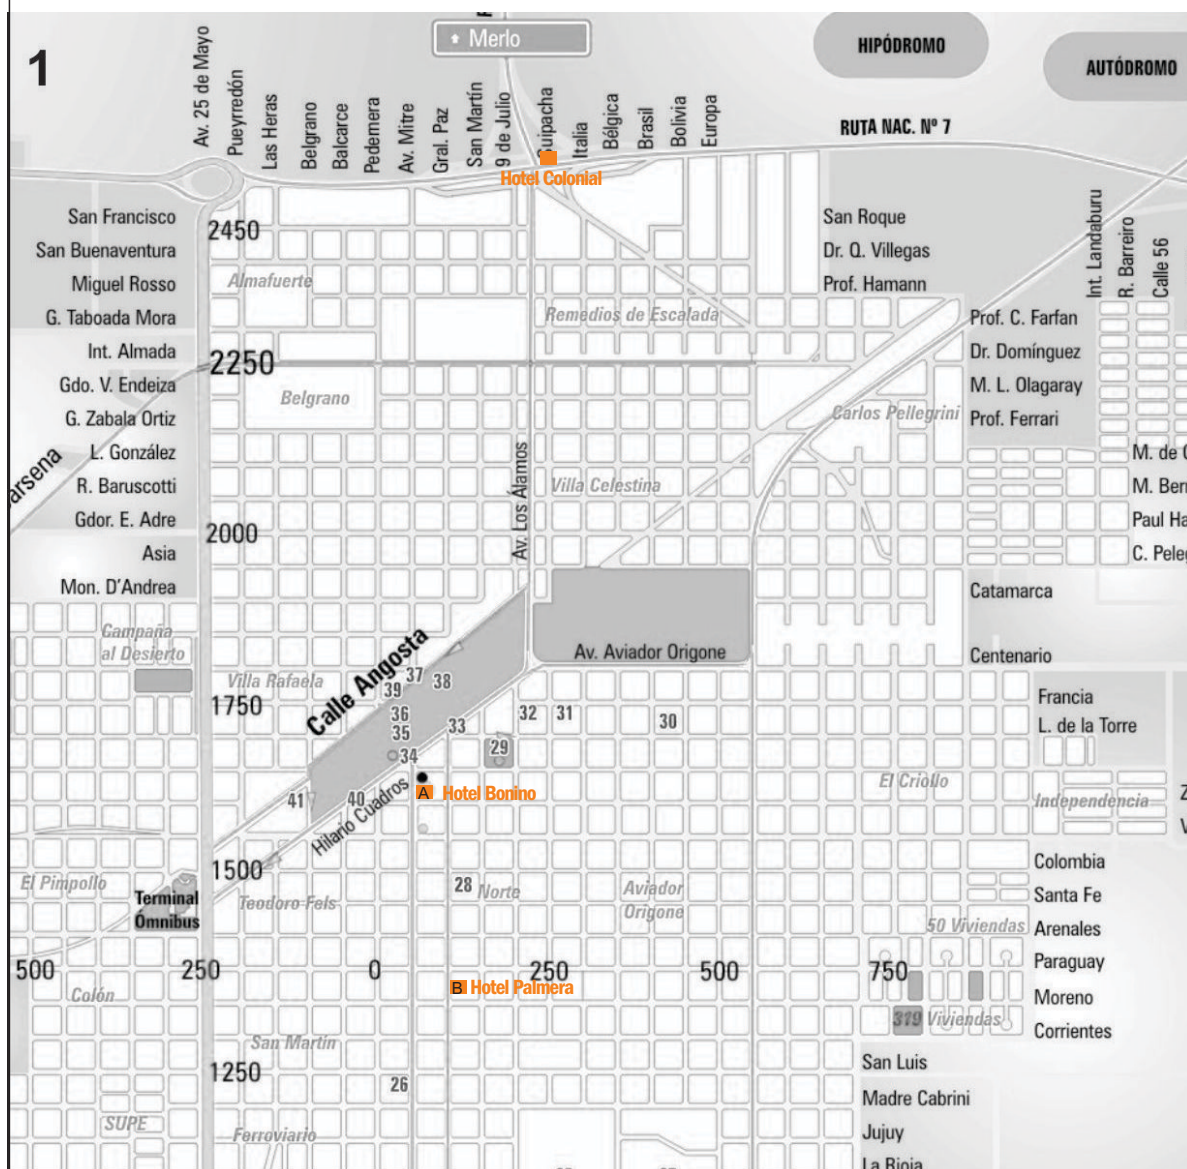 1
Merlo
HIPÓDROMO
AUTÓDROMO
RUTA NAC. Nº 7
Av. 25 de Mayo
Pueyrredón
Las Heras
Belgrano
Balcarce
Pedernera
Av. Mitre
Gral. Paz
San Martín
9 de Julio
Suipacha
Italia
Bélgica
Brasil
Bolivia
Europa
Hotel Colonial
San Francisco
San Buenaventura
Miguel Rosso
G. Taboada Mora
Int. Almada
Gdo. V. Endeiza
G. Zabala Ortiz
L. González
R. Baruscotti
Gdor. E. Adre
Asia
Mon. D'Andrea
arsena
2450
2250
2000
1750
1500
1250
Almafuerte
Remedios de Escalada
Belgrano
Carlos Pellegrini
Villa Celestina
Av. Los Álamos
San Roque
Dr. Q. Villegas
Prof. Hamann
Int. Landaburu
R. Barreiro
Calle 56
Prof. C. Farfan
Dr. Domínguez
M. L. Olagaray
Prof. Ferrari
M. de
M. Ber
Paul Ha
C. Pele
Catamarca
Centenario
Francia
L. de la Torre
Campaña
al Desierto
Villa Rafaela
Calle Angosta
Av. Aviador Origone
37
39
38
36
35
34
33
32
31
30
29
41
40
Hilario Cuadros
A Hotel Bonino
El Criollo
Independencia
Colombia
Santa Fe
Arenales
Paraguay
Moreno
Corrientes
El Pimpollo
Terminal
Ómnibus
Teodoro Fels
28
Norte
Aviador
Origone
50 Viviendas
500
250
0
250
500
750
B Hotel Palmera
Colón
319 Viviendas
San Martín
26
San Luis
Madre Cabrini
Jujuy
La Rioja
SUPE
Ferroviario